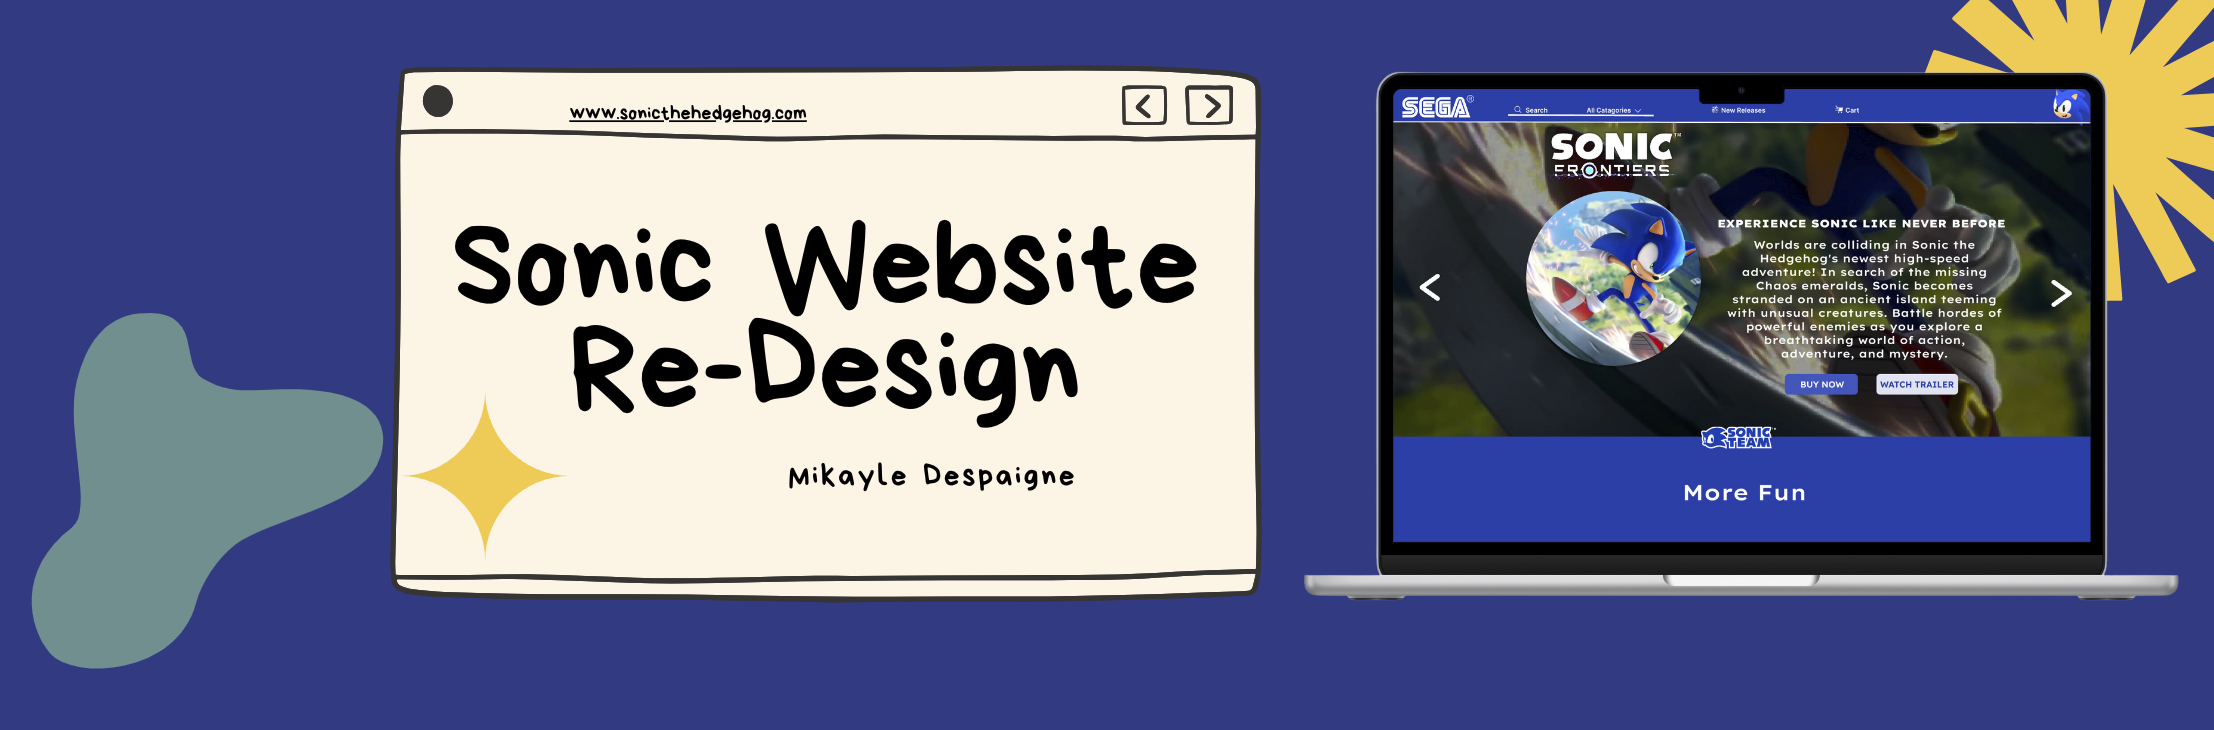 www.sonicthehedgehog.com
Sonic Website
Re-Design
Mikayle Despaigne
SEGA®
Search
All Catagories
New Releases
Cart
SONIC™
FRONTIERS
EXPERIENCE SONIC LIKE NEVER BEFORE
Worlds are colliding in Sonic the
Hedgehog's newest high-speed
adventure! In search of the missing
Chaos emeralds, Sonic becomes
stranded on an ancient island teeming
with unusual creatures. Battle hordes of
powerful enemies as you explore a
breathtaking world of action,
adventure, and mystery.
BUY NOW
WATCH TRAILER
SONIC
TEAM
More Fun